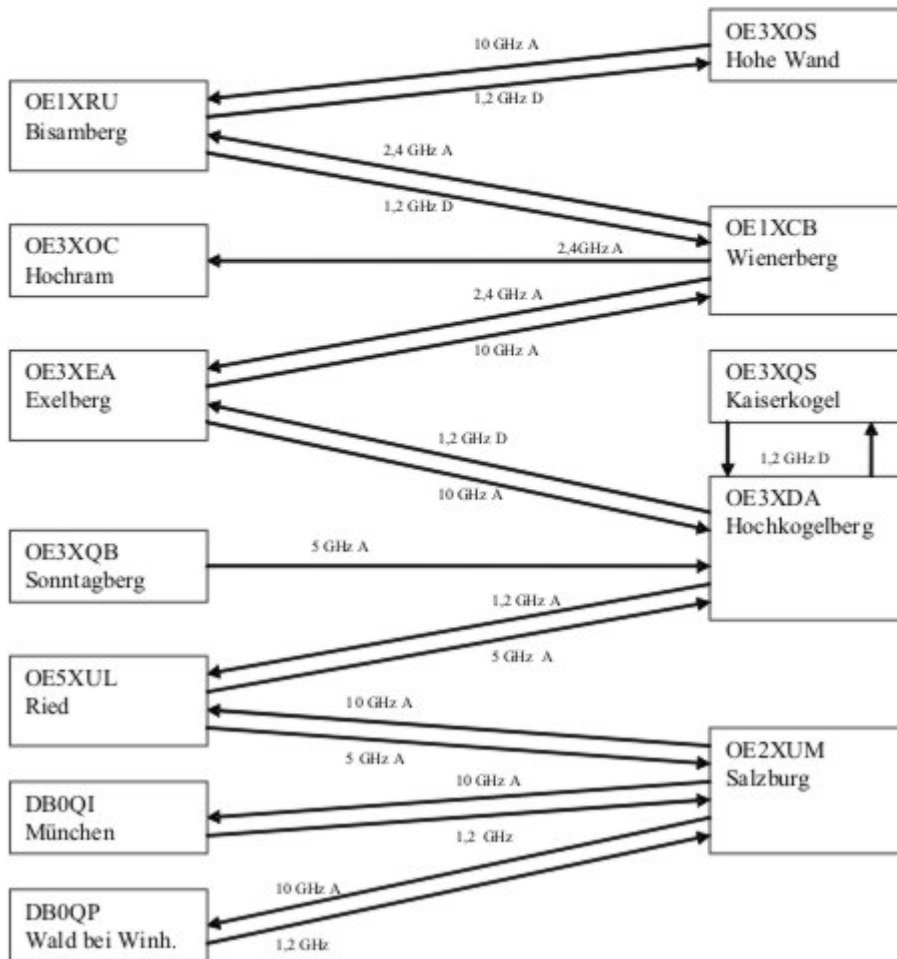 OE3XOS
Hohe Wand
10 GHz A
1,2 GHz D
OE1XRU
Bisamberg
2,4 GHz A
1,2 GHz D
OE1XCB
Wienerberg
OE3XOC
Hochram
2,4GHz A
2,4 GHz A
10 GHz A
OE3XEA
Exelberg
OE3XQS
Kaiserkogel
1,2 GHz D
1,2 GHz D
10 GHz A
OE3XDA
Hochkogelberg
OE3XQB
Sonntagberg
5 GHz A
1,2 GHz A
5 GHz A
OE5XUL
Ried
10 GHz A
5 GHz A
OE2XUM
Salzburg
DB0QI
München
10 GHz A
1,2 GHz
DB0QP
Wald bei Winh.
10 GHz A
1,2 GHz